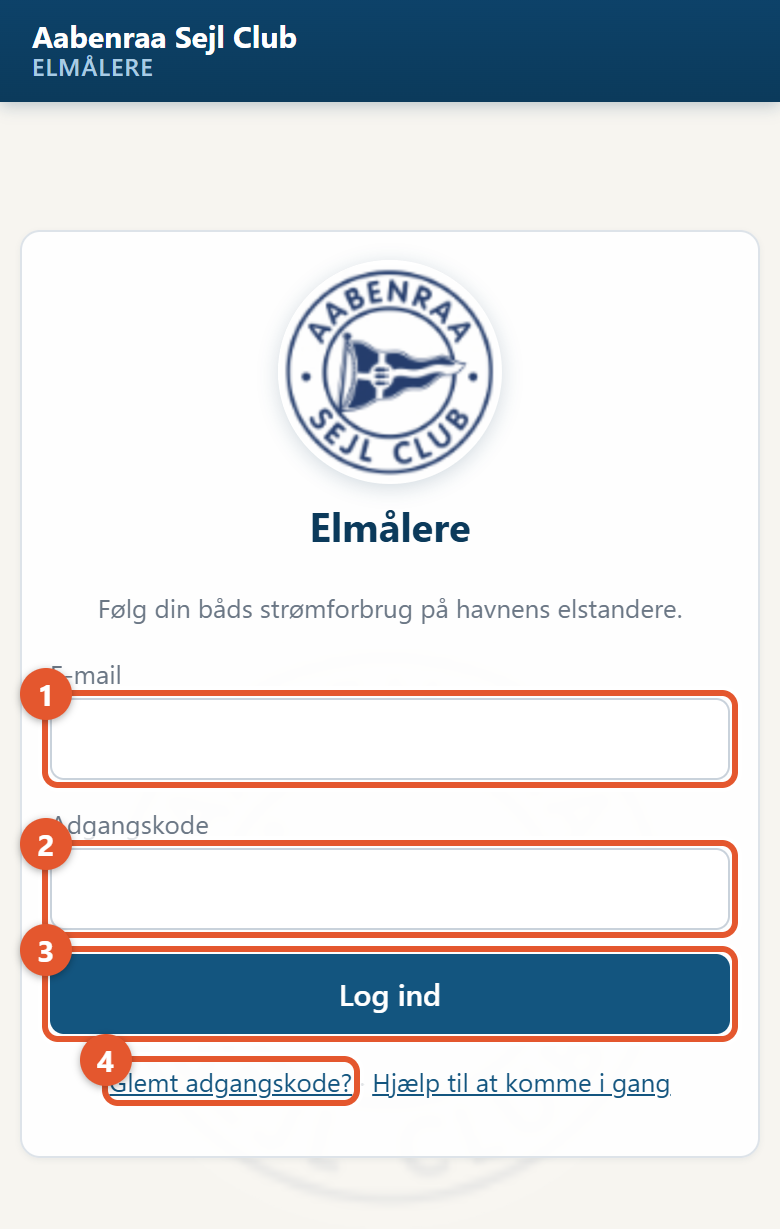 Aabenraa Sejl Club
ELMÅLERE
AABENRAA
SEJL CLUB
Elmålere
Følg din båds strømforbrug på havnens elstandere.
E-mail
1
Adgangskode
2
3
Log ind
4
Glemt adgangskode? Hjælp til at komme i gang